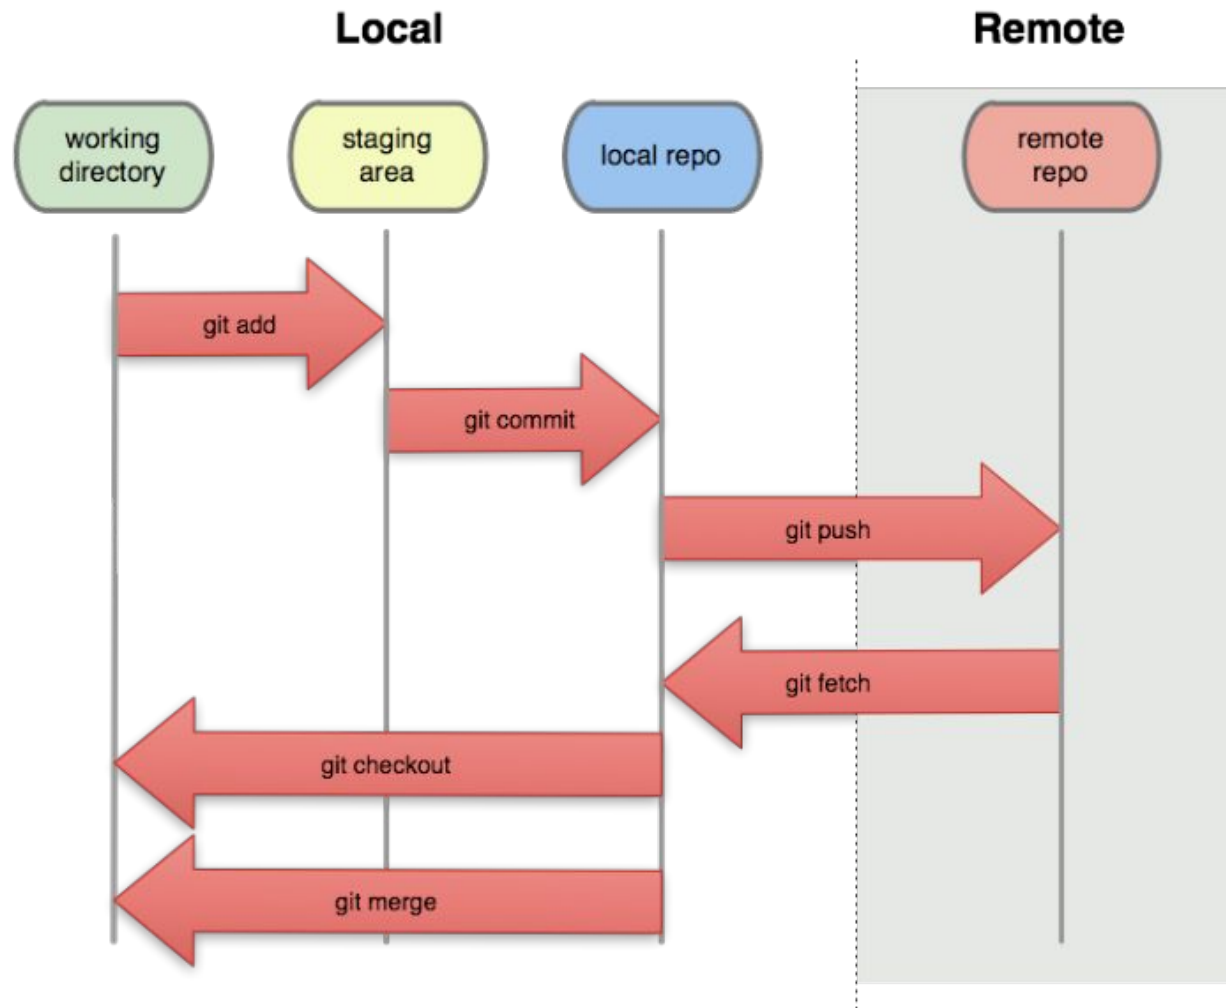 Local
Remote
working
directory
staging
area
local repo
remote
repo
git add
git commit
git push
git fetch
git checkout
git merge